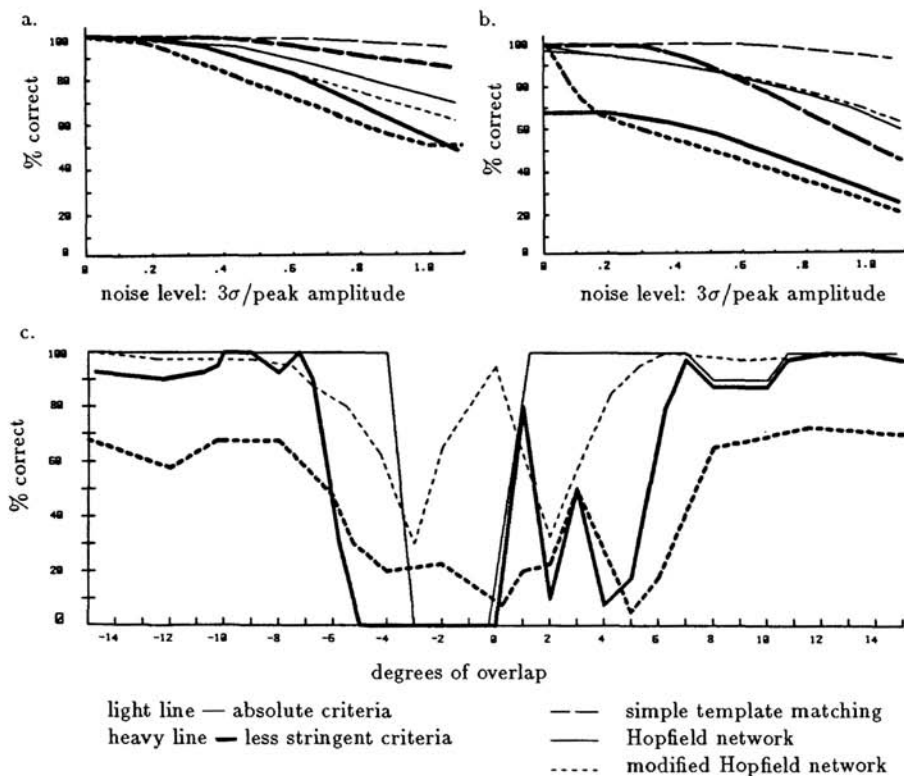 a.
b.
100
80
60
40
20
0
% correct
0 .2 .4 .6 .8 1.0
noise level: 3σ/peak amplitude
100
80
60
40
20
0
% correct
0 .2 .4 .6 .8 1.0
noise level: 3σ/peak amplitude
c.
100
80
60
40
20
0
% correct
-14 -12 -10 -8 -6 -4 -2 0 2 4 6 8 10 12 14
degrees of overlap
light line — absolute criteria
heavy line — less stringent criteria
simple template matching
Hopfield network
modified Hopfield network